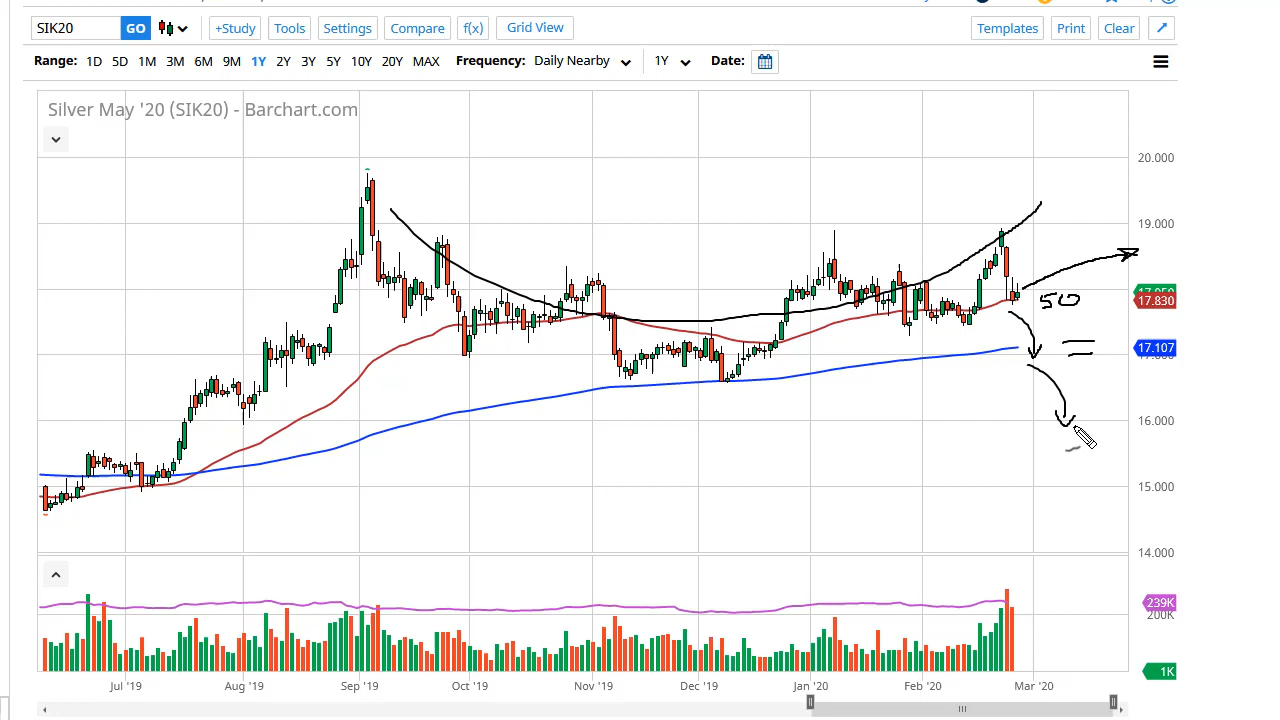 SIK20 GO +Study Tools Settings Compare f(x) Grid View Templates Print Clear
Range: 1D 5D 1M 3M 6M 9M 1Y 2Y 3Y 5Y 10Y 20Y MAX Frequency: Daily Nearby 1Y Date:
Silver May '20 (SIK20) - Barchart.com
20.000
19.000
50
17.830
17.107
16.000
15.000
14.000
239K
200K
1K
Jul '19 Aug '19 Sep '19 Oct '19 Nov '19 Dec '19 Jan '20 Feb '20 Mar '20